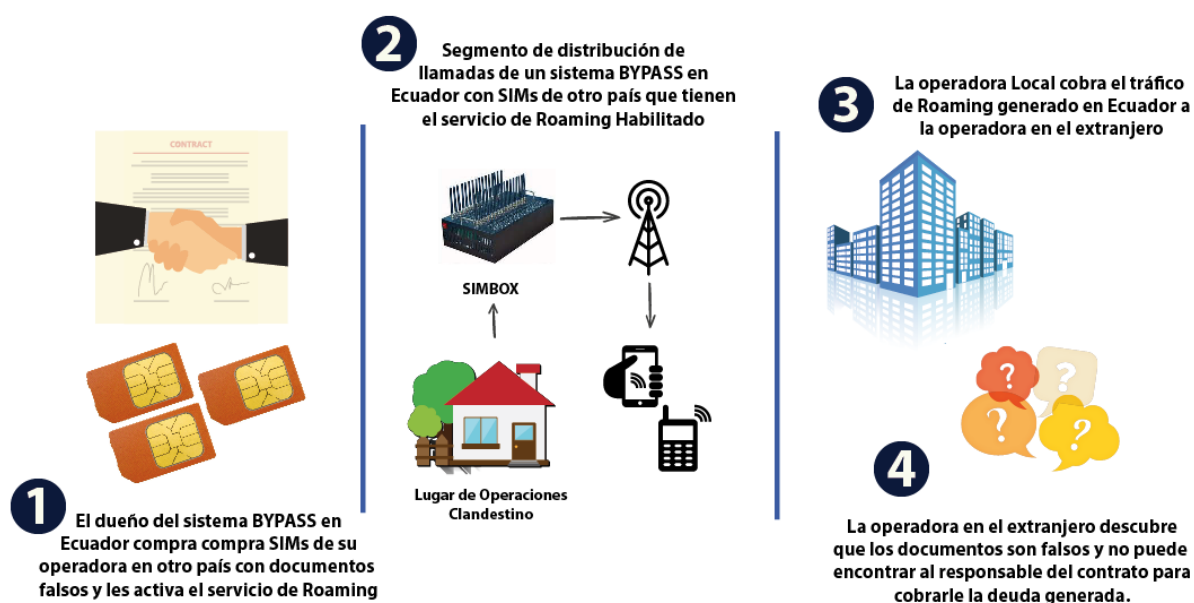 1
El dueño del sistema BYPASS en
Ecuador compra compra SIMs de su
operadora en otro país con documentos
falsos y les activa el servicio de Roaming
CONTRACT
2
Segmento de distribución de
llamadas de un sistema BYPASS en
Ecuador con SIMs de otro país que tienen
el servicio de Roaming Habilitado
SIMBOX
Lugar de Operaciones
Clandestino
3
La operadora Local cobra el tráfico
de Roaming generado en Ecuador a
la operadora en el extranjero
? ?
? ?
4
La operadora en el extranjero descubre
que los documentos son falsos y no puede
encontrar al responsable del contrato para
cobrarle la deuda generada.